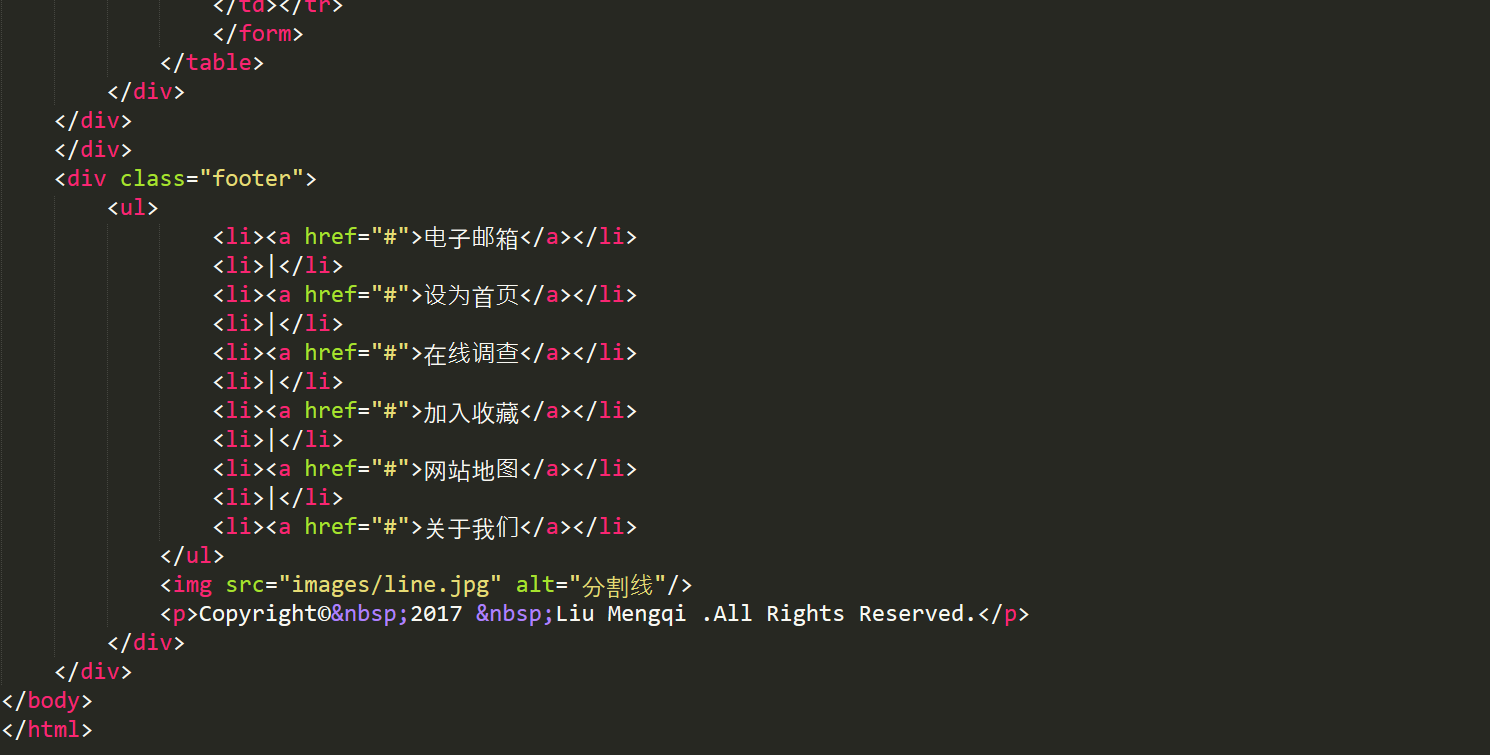 </td></tr>
</form>
</table>
</div>
</div>
</div>
<div class="footer">
<ul>
<li><a href="#">电子邮箱</a></li>
<li>|</li>
<li><a href="#">设为首页</a></li>
<li>|</li>
<li><a href="#">在线调查</a></li>
<li>|</li>
<li><a href="#">加入收藏</a></li>
<li>|</li>
<li><a href="#">网站地图</a></li>
<li>|</li>
<li><a href="#">关于我们</a></li>
</ul>
<img src="images/line.jpg" alt="分割线"/>
<p>Copyright©&nbsp;2017 &nbsp;Liu Mengqi .All Rights Reserved.</p>
</div>
</div>
</body>
</html>